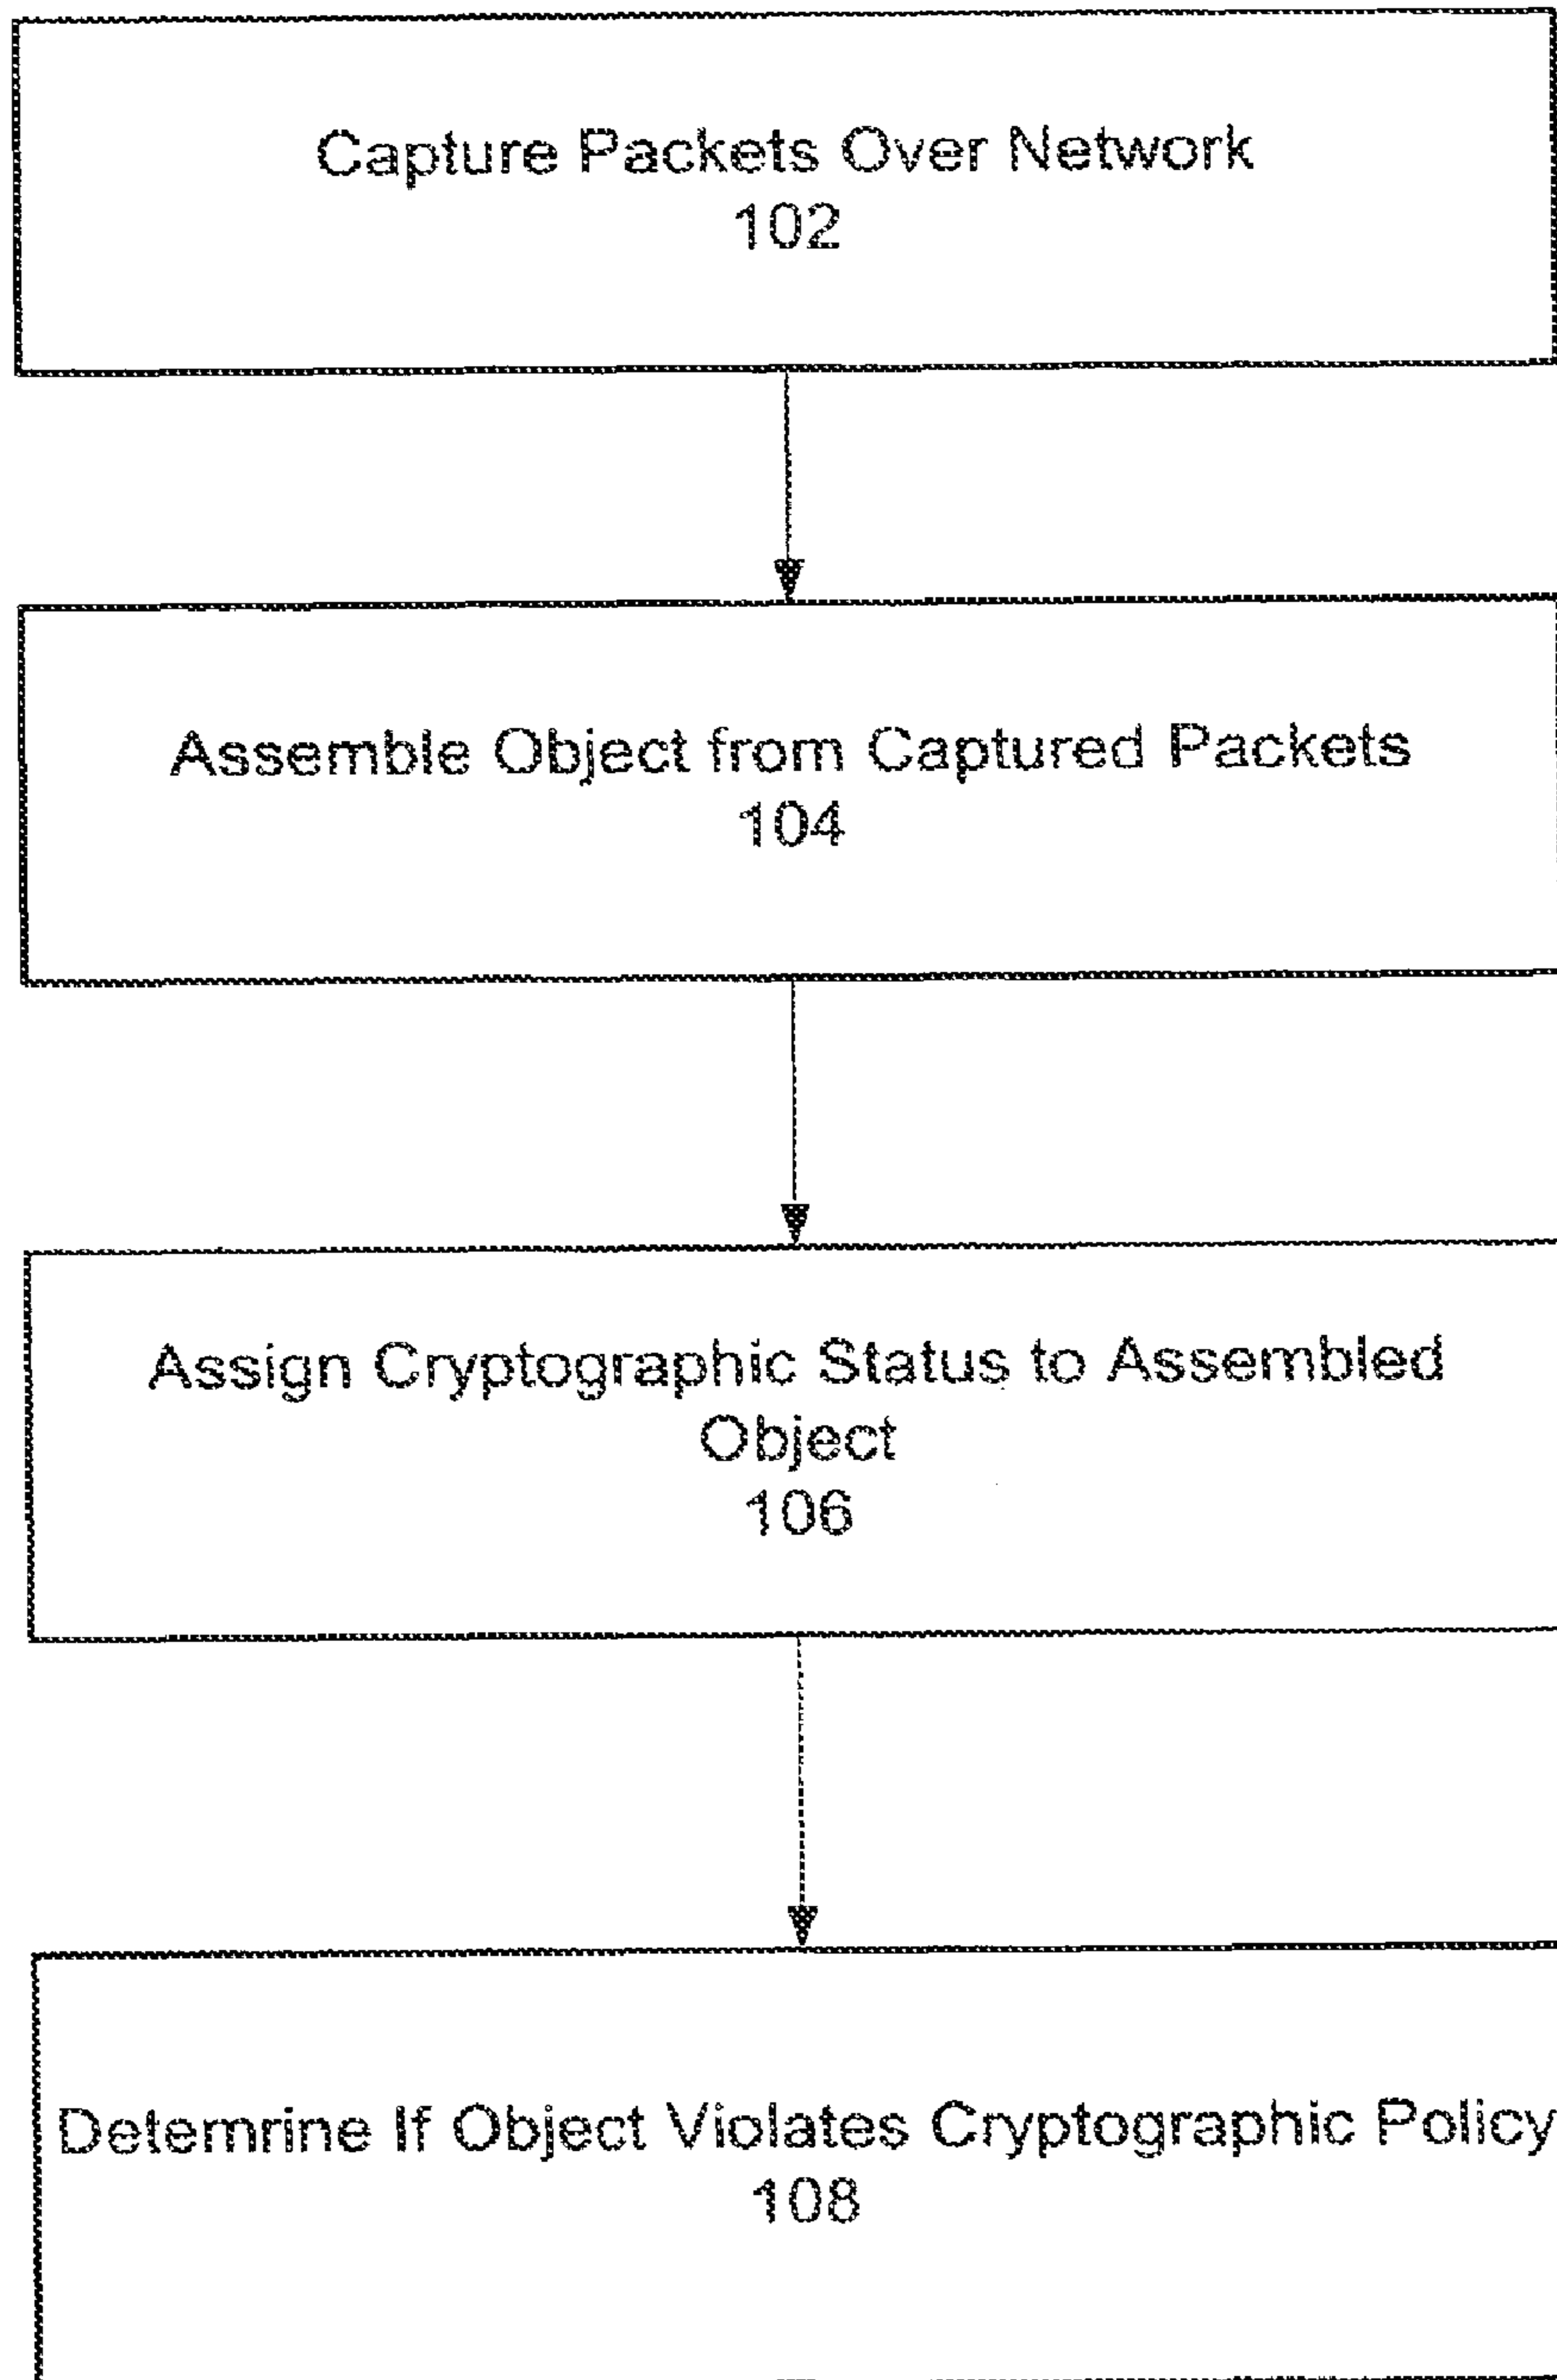 Capture Packets Over Network
102
Assemble Object from Captured Packets
104
Assign Cryptographic Status to Assembled
Object
106
Detemrine If Object Violates Cryptographic Policy
108